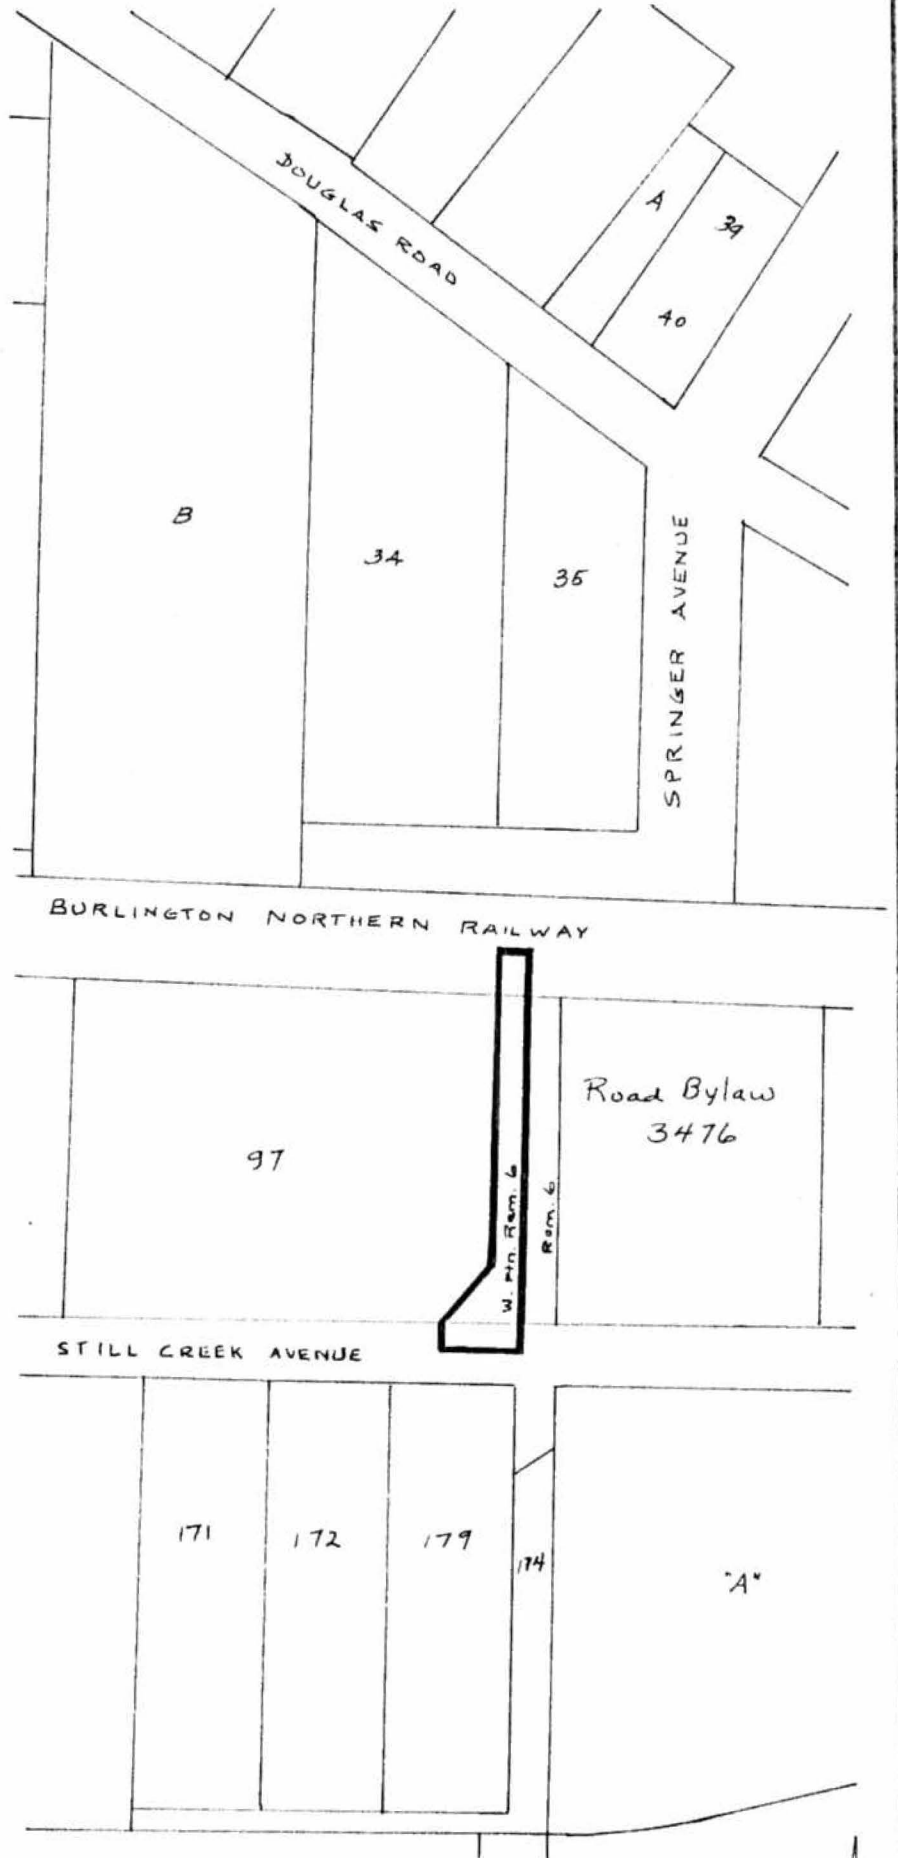 DOUGLAS ROAD
A
39
40
B
34
35
SPRINGER AVENUE
BURLINGTON NORTHERN RAILWAY
97
W. Ptn. Rem. 6
Rem. 6
Road Bylaw
3476
STILL CREEK AVENUE
171
172
179
174
"A"